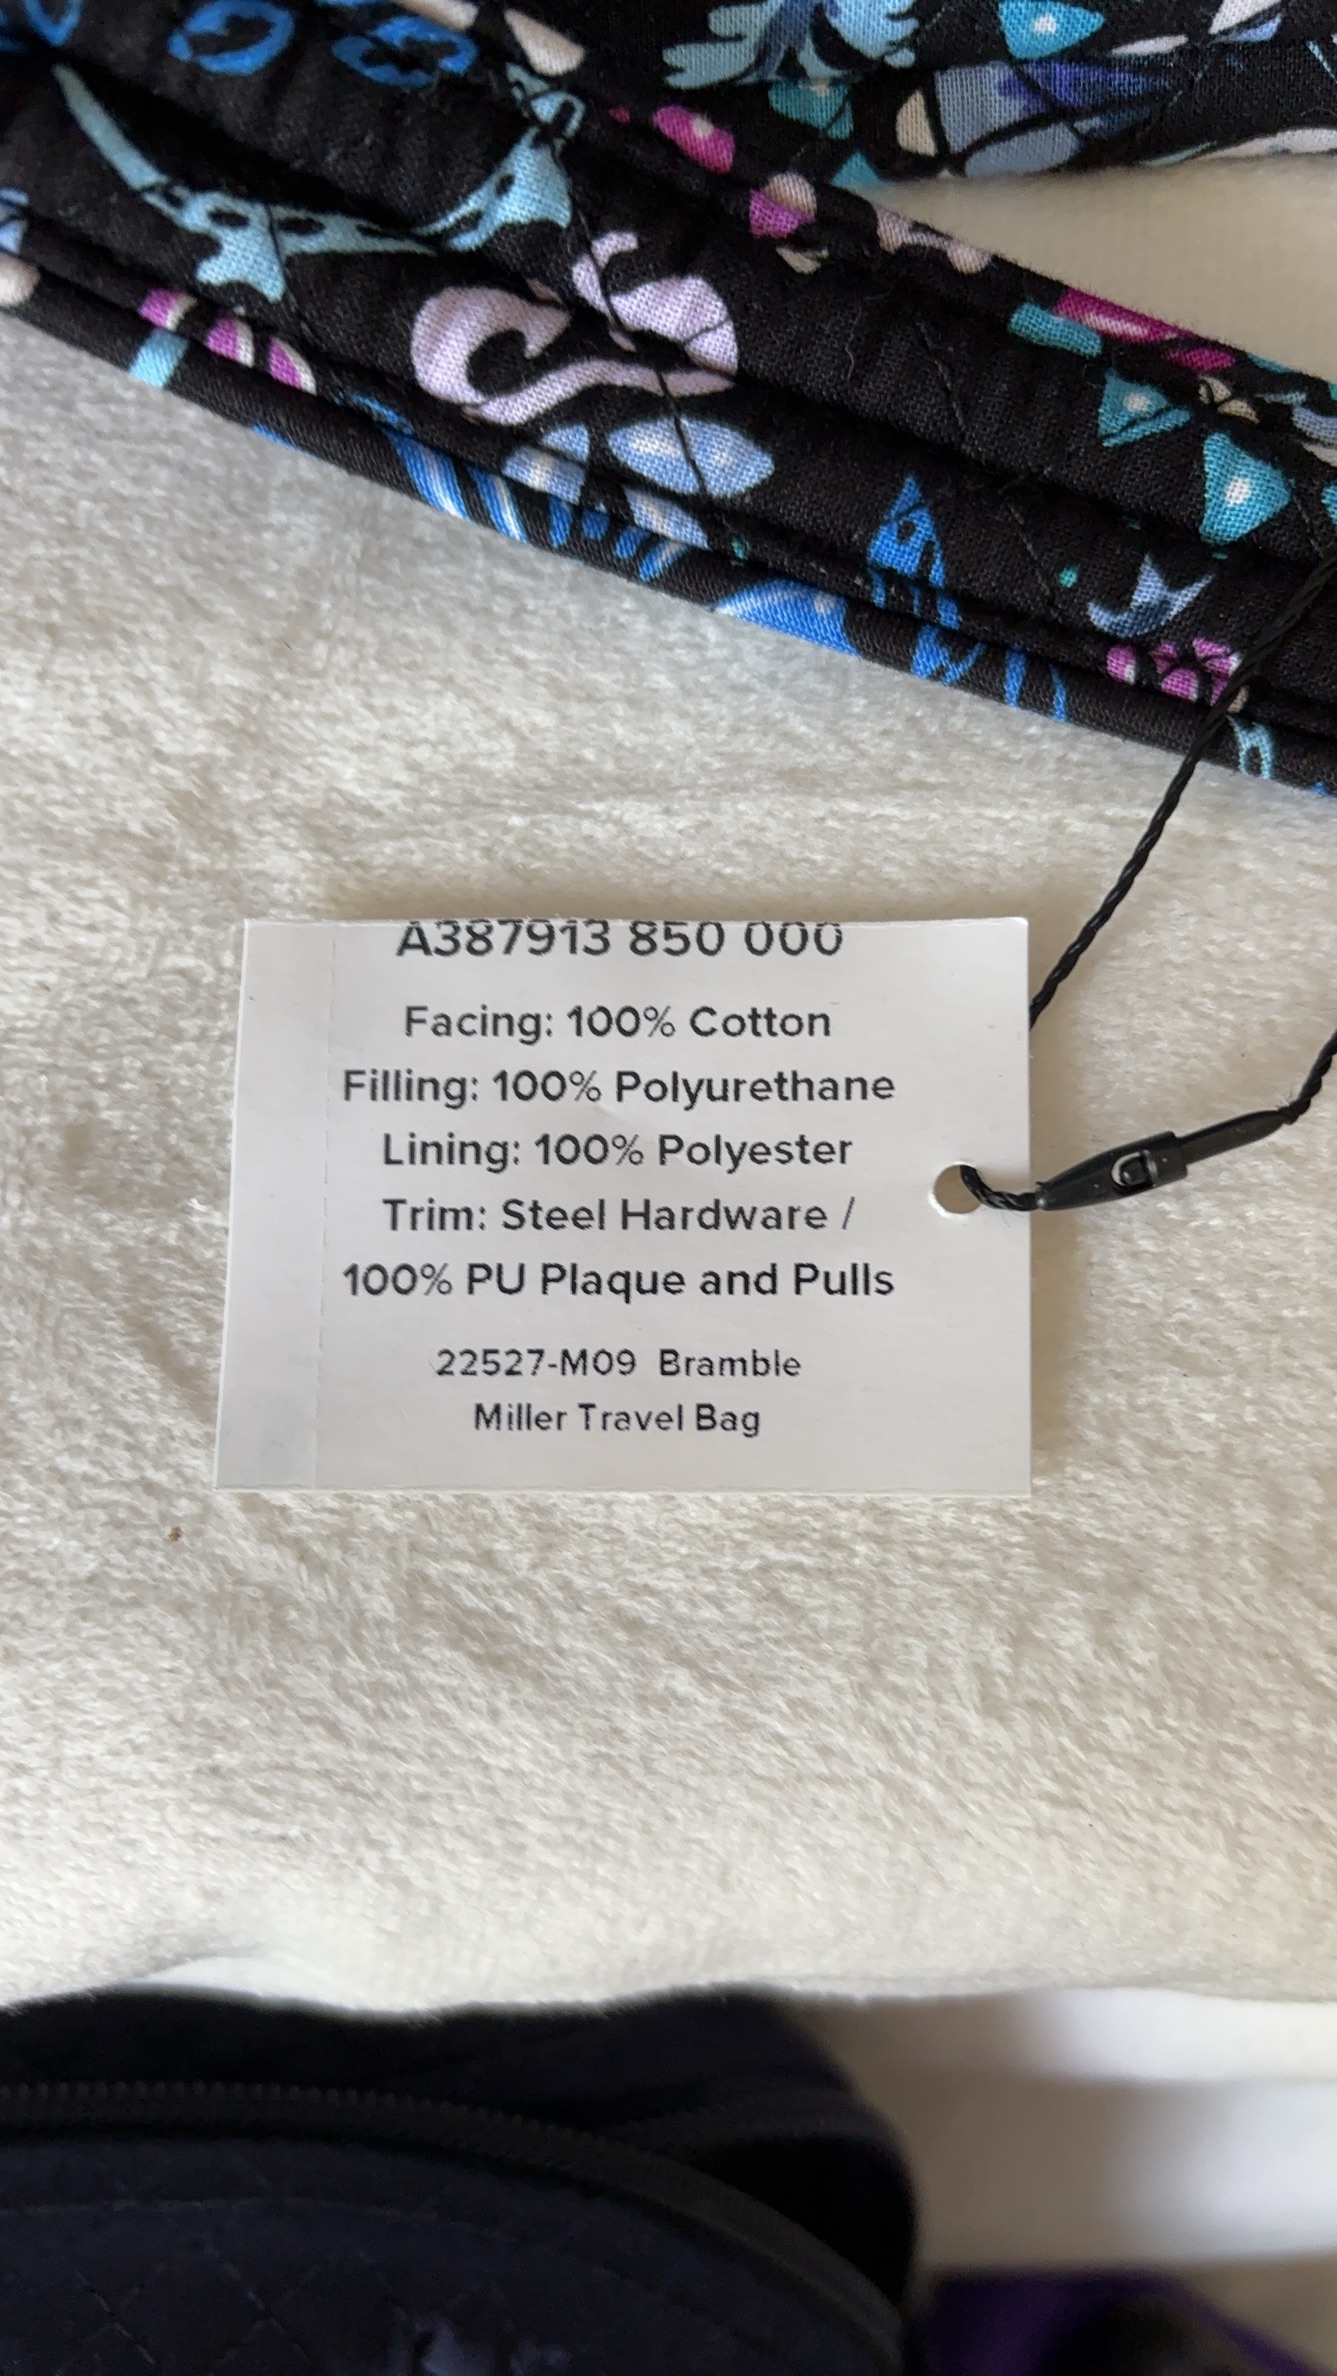 A387913 850 000
Facing: 100% Cotton
Filling: 100% Polyurethane
Lining: 100% Polyester
Trim: Steel Hardware /
100% PU Plaque and Pulls
22527-M09 Bramble
Miller Travel Bag